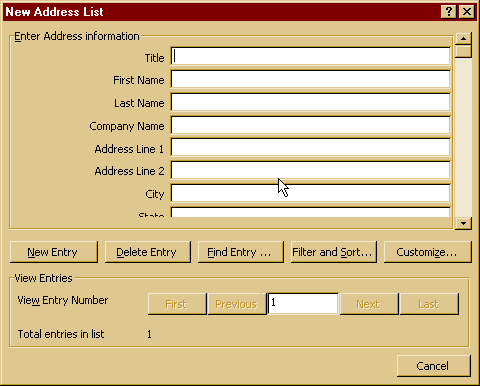 New Address List
Enter Address information
Title
First Name
Last Name
Company Name
Address Line 1
Address Line 2
City
State
New Entry Delete Entry Find Entry ... Filter and Sort... Customize...
View Entries
View Entry Number First Previous 1 Next Last
Total entries in list 1
Cancel